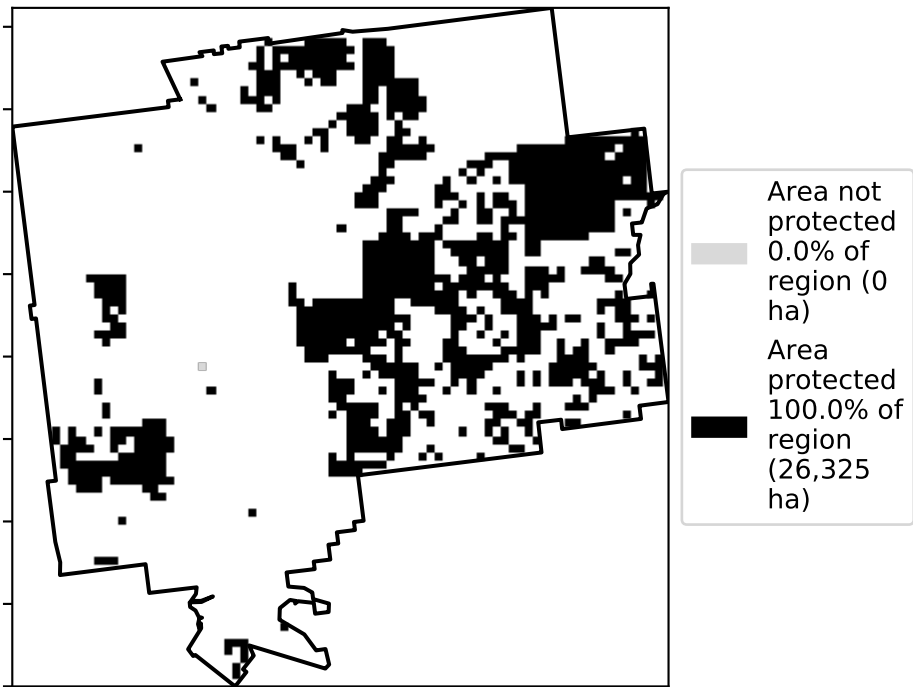 Area not
protected
0.0% of
region (0
ha)
Area
protected
100.0% of
region
(26,325
ha)